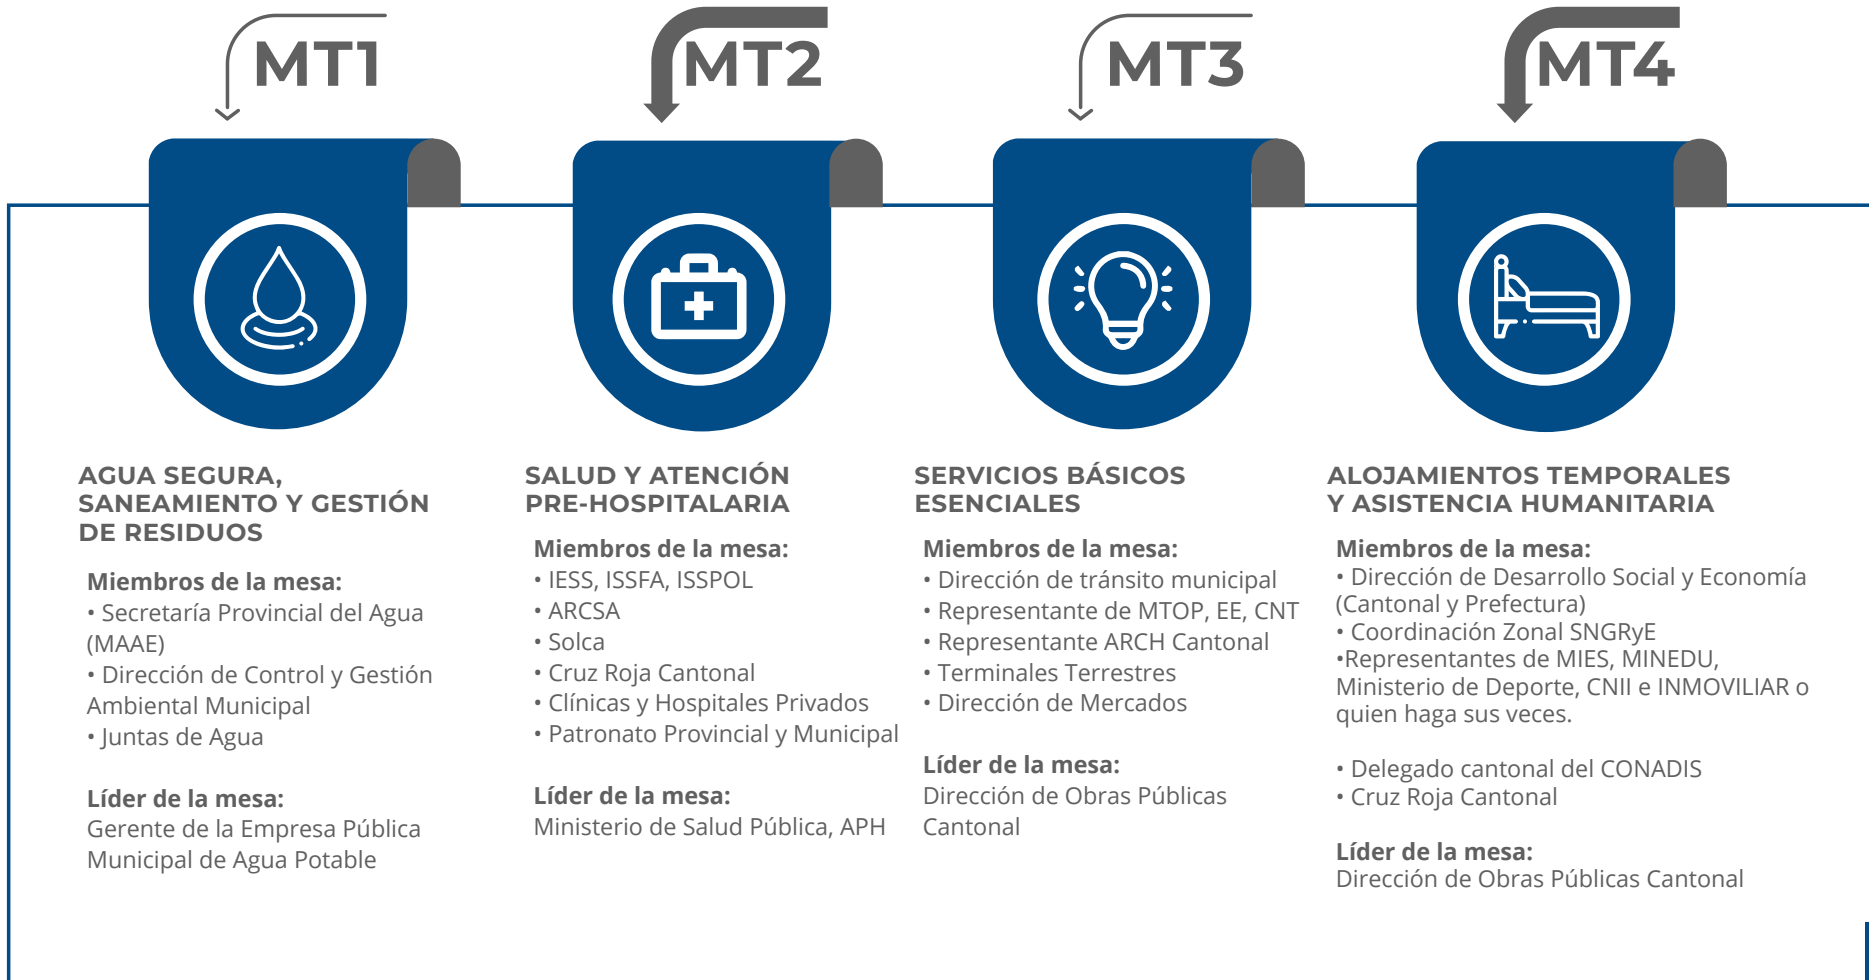 MT1
AGUA SEGURA,
SANEAMIENTO Y GESTIÓN
DE RESIDUOS
Miembros de la mesa:
• Secretaría Provincial del Agua
(MAAE)
• Dirección de Control y Gestión
Ambiental Municipal
• Juntas de Agua
Líder de la mesa:
Gerente de la Empresa Pública
Municipal de Agua Potable
MT2
SALUD Y ATENCIÓN
PRE-HOSPITALARIA
Miembros de la mesa:
• IESS, ISSFA, ISSPOL
• ARCSA
• Solca
• Cruz Roja Cantonal
• Clínicas y Hospitales Privados
• Patronato Provincial y Municipal
Líder de la mesa:
Ministerio de Salud Pública, APH
MT3
SERVICIOS BÁSICOS
ESENCIALES
Miembros de la mesa:
• Dirección de tránsito municipal
• Representante de MTOP, EE, CNT
• Representante ARCH Cantonal
• Terminales Terrestres
• Dirección de Mercados
Líder de la mesa:
Dirección de Obras Públicas
Cantonal
MT4
ALOJAMIENTOS TEMPORALES
Y ASISTENCIA HUMANITARIA
Miembros de la mesa:
• Dirección de Desarrollo Social y Economía
(Cantonal y Prefectura)
• Coordinación Zonal SNGRyE
•Representantes de MIES, MINEDU,
Ministerio de Deporte, CNII e INMOVILIAR o
quien haga sus veces.
• Delegado cantonal del CONADIS
• Cruz Roja Cantonal
Líder de la mesa:
Dirección de Obras Públicas Cantonal